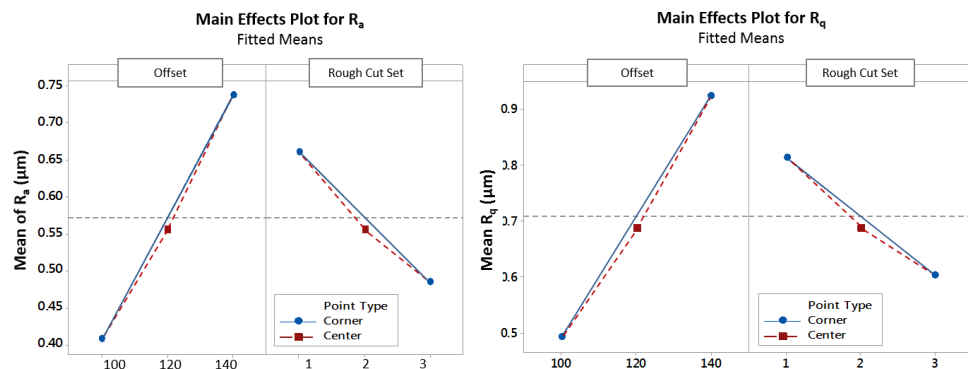 Main Effects Plot for Ra
Fitted Means
Offset
Rough Cut Set
0.75
0.70
0.65
0.60
0.55
0.50
0.45
0.40
Mean of Ra (μm)
Point Type
Corner
Center
100 120 140 1 2 3
Main Effects Plot for Rq
Fitted Means
Offset
Rough Cut Set
0.9
0.8
0.7
0.6
0.5
Mean Rq (μm)
Point Type
Corner
Center
100 120 140 1 2 3